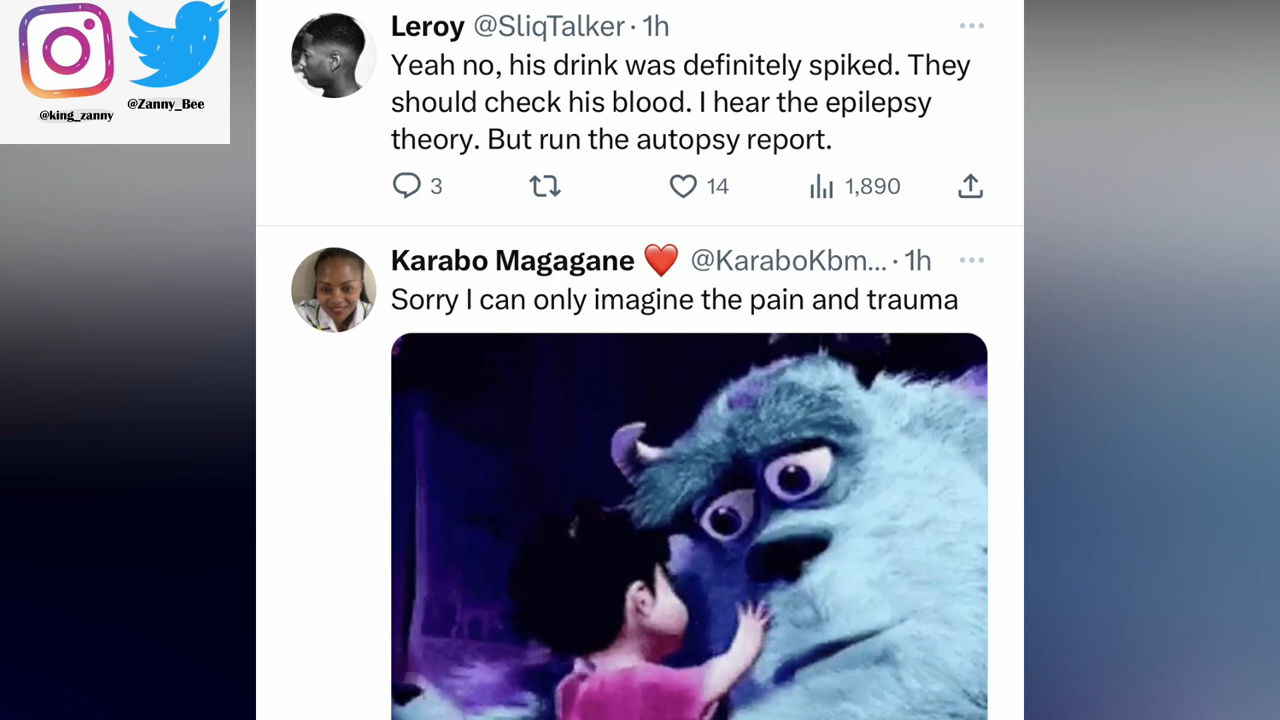 @king_zanny
@Zanny_Bee
Leroy @SliqTalker · 1h
Yeah no, his drink was definitely spiked. They
should check his blood. I hear the epilepsy
theory. But run the autopsy report.
3 14 1,890
Karabo Magagane ❤️ @KaraboKbm... · 1h
Sorry I can only imagine the pain and trauma